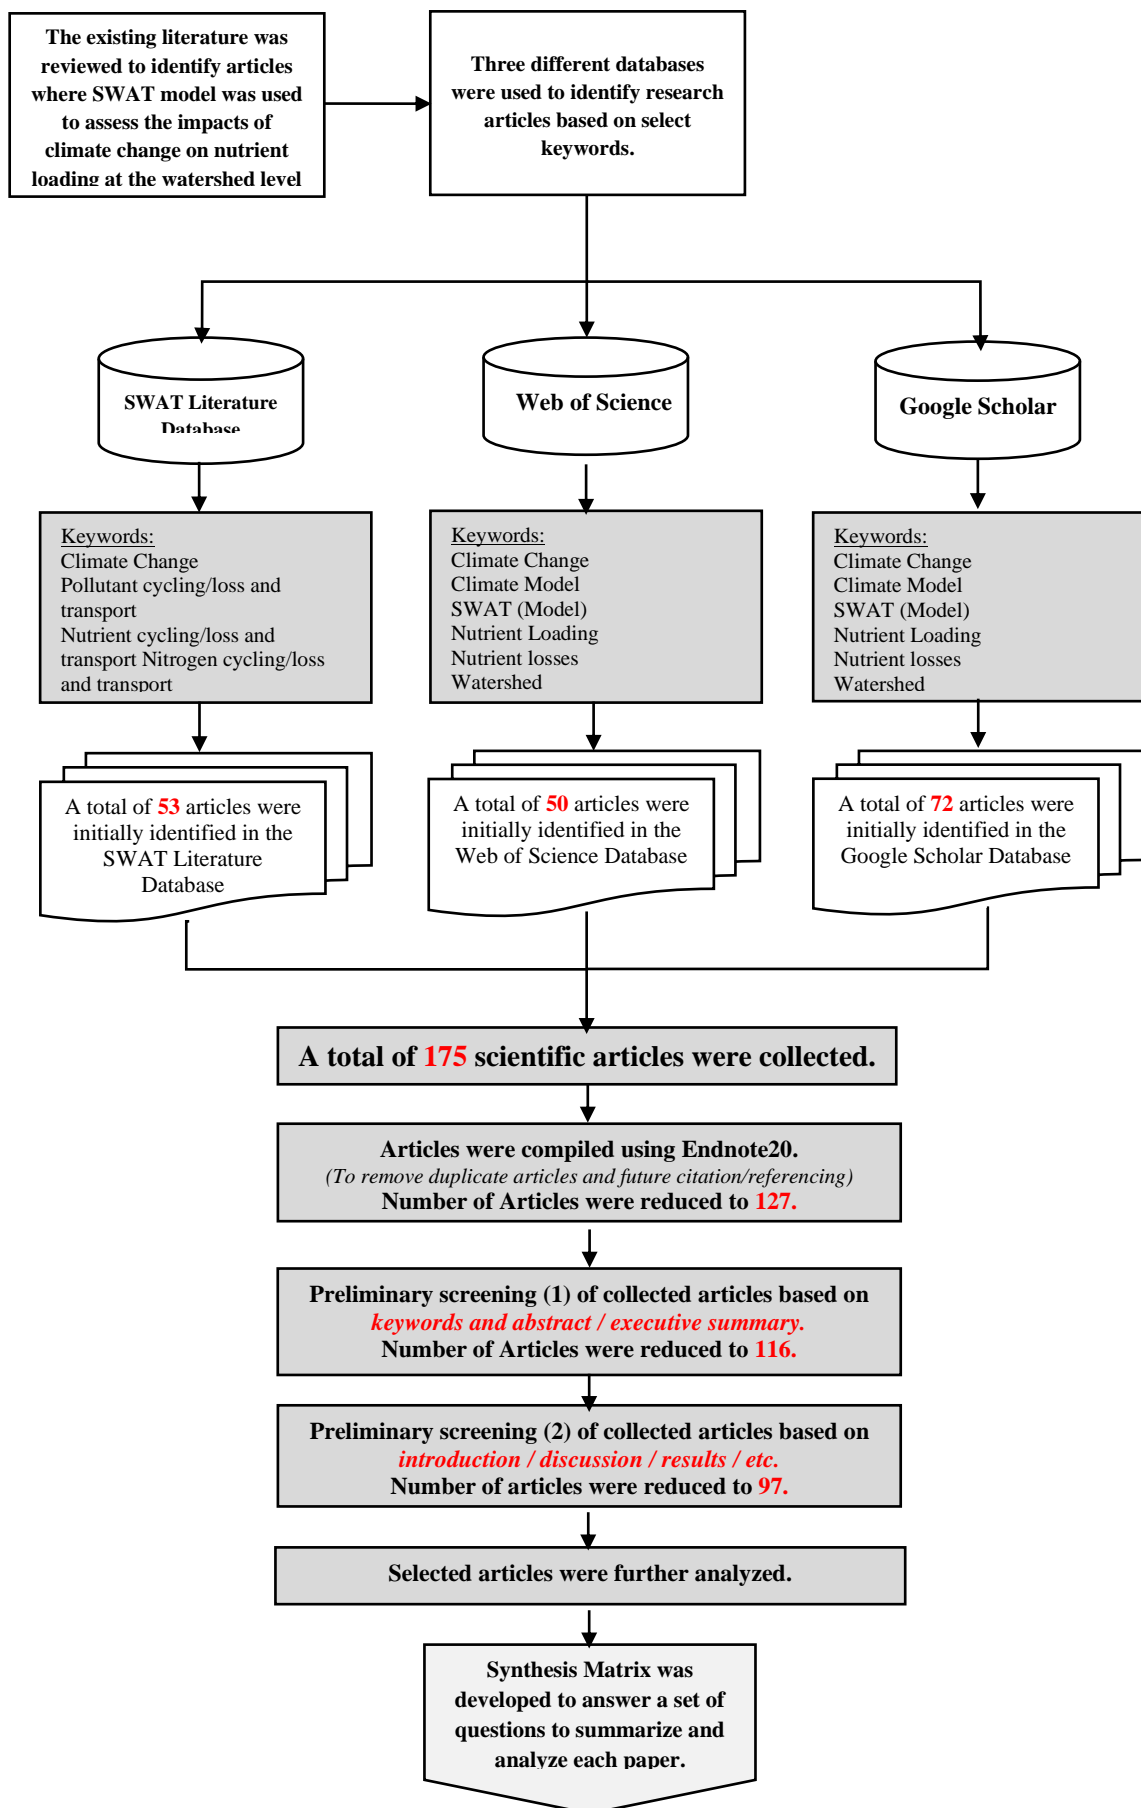 The existing literature was
reviewed to identify articles
where SWAT model was used
to assess the impacts of
climate change on nutrient
loading at the watershed level
Three different databases
were used to identify research
articles based on select
keywords.
SWAT Literature
Database
Web of Science
Google Scholar
Keywords:
Climate Change
Pollutant cycling/loss and
transport
Nutrient cycling/loss and
transport Nitrogen cycling/loss
and transport
Keywords:
Climate Change
Climate Model
SWAT (Model)
Nutrient Loading
Nutrient losses
Watershed
Keywords:
Climate Change
Climate Model
SWAT (Model)
Nutrient Loading
Nutrient losses
Watershed
A total of 53 articles were
initially identified in the
SWAT Literature
Database
A total of 50 articles were
initially identified in the
Web of Science Database
A total of 72 articles were
initially identified in the
Google Scholar Database
A total of 175 scientific articles were collected.
Articles were compiled using Endnote20.
(To remove duplicate articles and future citation/referencing)
Number of Articles were reduced to 127.
Preliminary screening (1) of collected articles based on
keywords and abstract / executive summary.
Number of Articles were reduced to 116.
Preliminary screening (2) of collected articles based on
introduction / discussion / results / etc.
Number of articles were reduced to 97.
Selected articles were further analyzed.
Synthesis Matrix was
developed to answer a set of
questions to summarize and
analyze each paper.